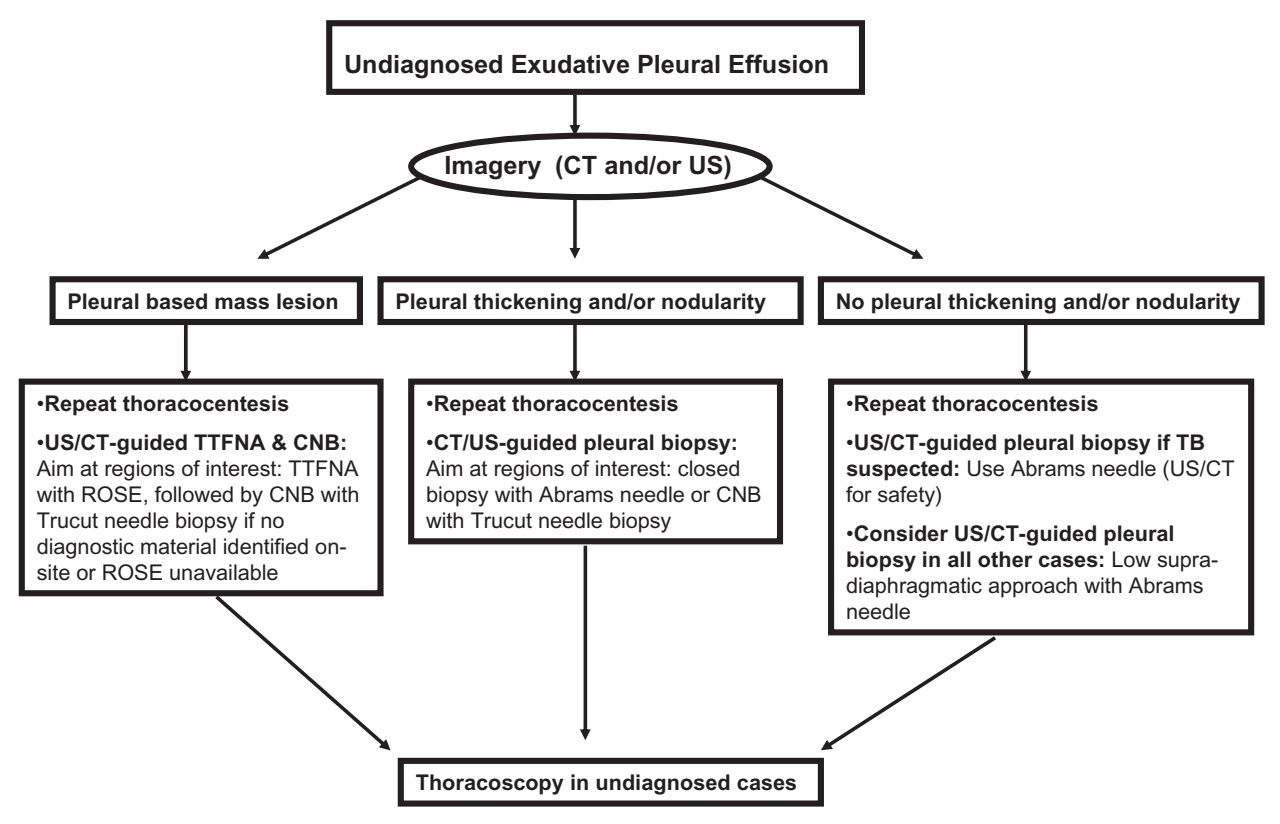 Undiagnosed Exudative Pleural Effusion
Imagery (CT and/or US)
Pleural based mass lesion
Pleural thickening and/or nodularity
No pleural thickening and/or nodularity
•Repeat thoracocentesis
•US/CT-guided TTFNA & CNB:
Aim at regions of interest: TTFNA
with ROSE, followed by CNB with
Trucut needle biopsy if no
diagnostic material identified on-
site or ROSE unavailable
•Repeat thoracocentesis
•CT/US-guided pleural biopsy:
Aim at regions of interest: closed
biopsy with Abrams needle or CNB
with Trucut needle biopsy
•Repeat thoracocentesis
•US/CT-guided pleural biopsy if TB
suspected: Use Abrams needle (US/CT
for safety)
•Consider US/CT-guided pleural
biopsy in all other cases: Low supra-
diaphragmatic approach with Abrams
needle
Thoracoscopy in undiagnosed cases